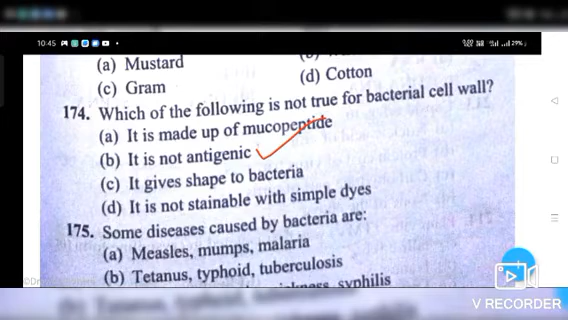 10:45
29%
(a) Mustard
(c) Gram
(d) Cotton
174. Which of the following is not true for bacterial cell wall?
(a) It is made up of mucopeptide
(b) It is not antigenic
(c) It gives shape to bacteria
(d) It is not stainable with simple dyes
175. Some diseases caused by bacteria are:
(a) Measles, mumps, malaria
(b) Tetanus, typhoid, tuberculosis
syphilis
V RECORDER